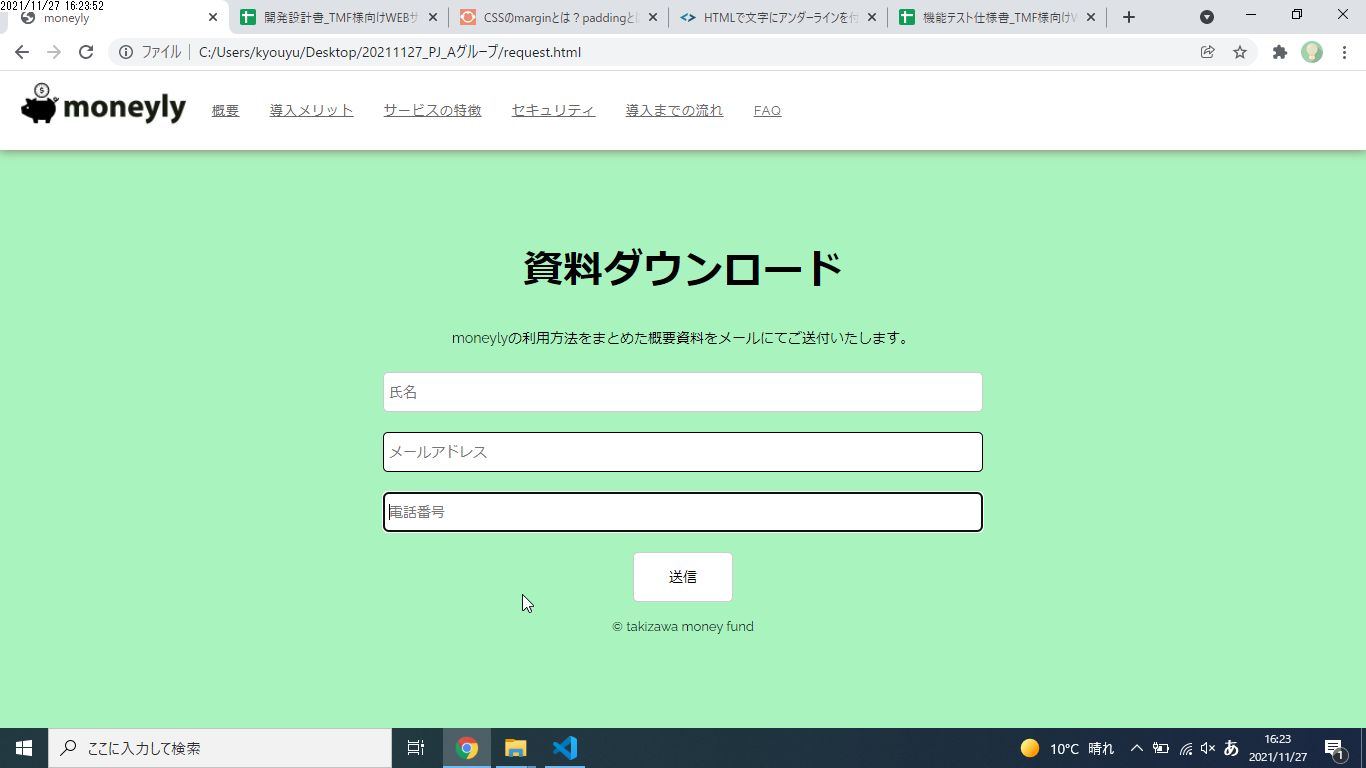 2021/11/27 16:23:52
moneyly
開発設計書_TMF様向けWEBサ
CSSのmarginとは？paddingと
HTMLで文字にアンダーラインを付
機能テスト仕様書_TMF様向けW
ファイル
C:/Users/kyouyu/Desktop/20211127_PJ_Aグループ/request.html
moneyly
概要
導入メリット
サービスの特徴
セキュリティ
導入までの流れ
FAQ
資料ダウンロード
moneylyの利用方法をまとめた概要資料をメールにてご送付いたします。
氏名
メールアドレス
電話番号
送信
© takizawa money fund
ここに入力して検索
10°C 晴れ
あ
16:23
2021/11/27
1